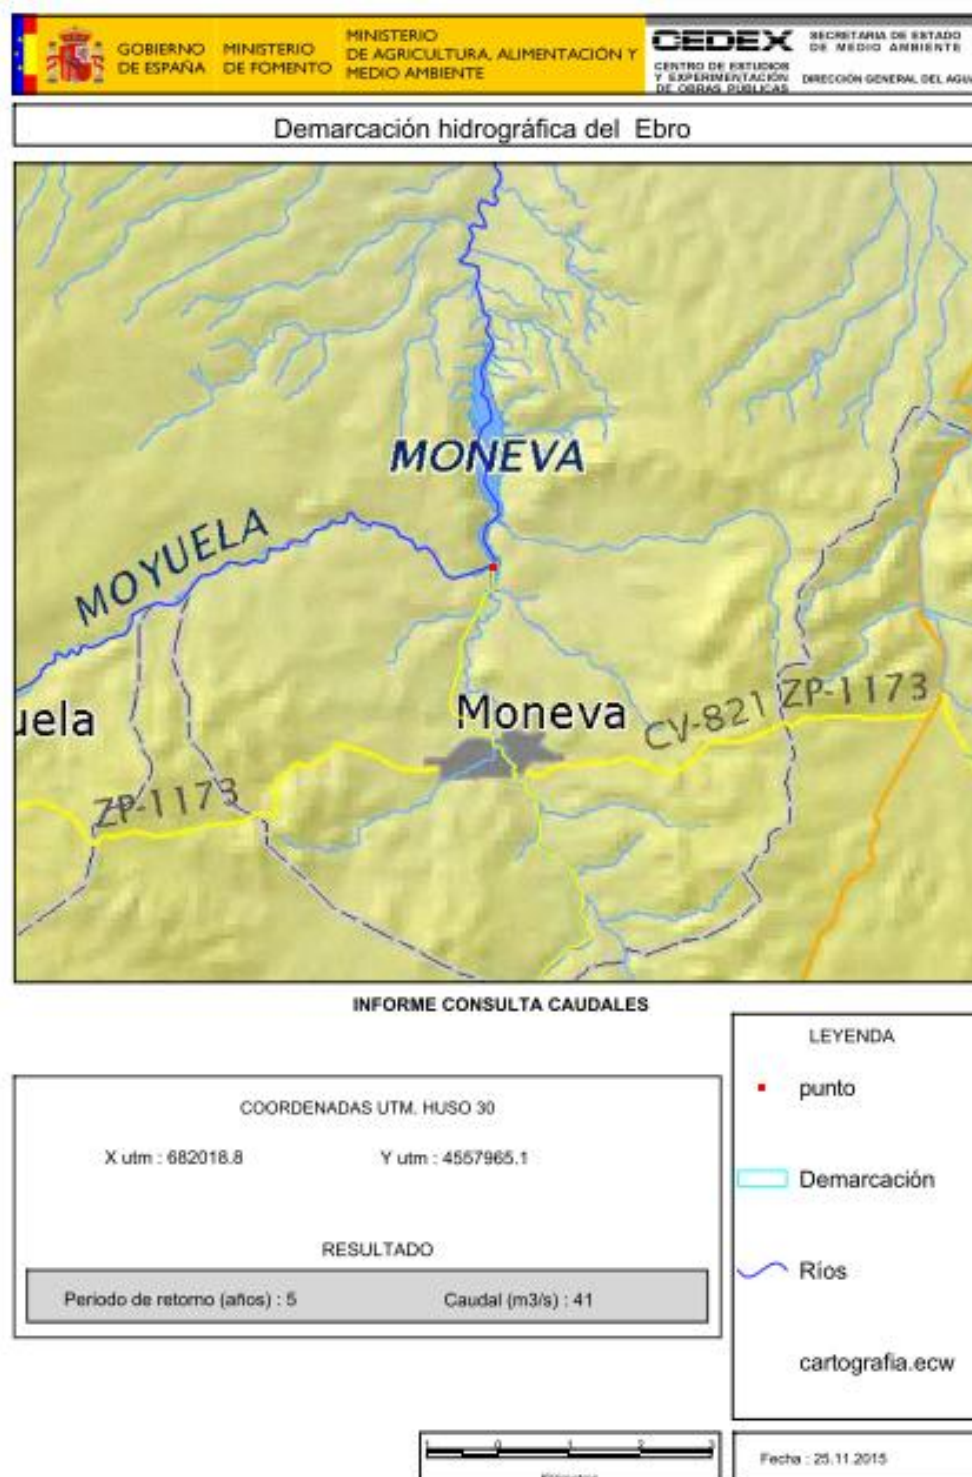 GOBIERNO
DE ESPAÑA
MINISTERIO
DE FOMENTO
MINISTERIO
DE AGRICULTURA, ALIMENTACIÓN Y
MEDIO AMBIENTE
CEDEX
CENTRO DE ESTUDIOS
Y EXPERIMENTACIÓN
DE OBRAS PÚBLICAS
SECRETARIA DE ESTADO
DE MEDIO AMBIENTE
DIRECCIÓN GENERAL DEL AGUA
Demarcación hidrográfica del Ebro
MONEVA
MOYUELA
uela
Moneva
CV-821
ZP-1173
ZP-1173
INFORME CONSULTA CAUDALES
COORDENADAS UTM. HUSO 30
X utm : 682018.8
Y utm : 4557965.1
RESULTADO
Periodo de retorno (años) : 5
Caudal (m3/s) : 41
LEYENDA
punto
Demarcación
Ríos
cartografia.ecw
1 0 1 2 3
Fecha : 25.11.2015